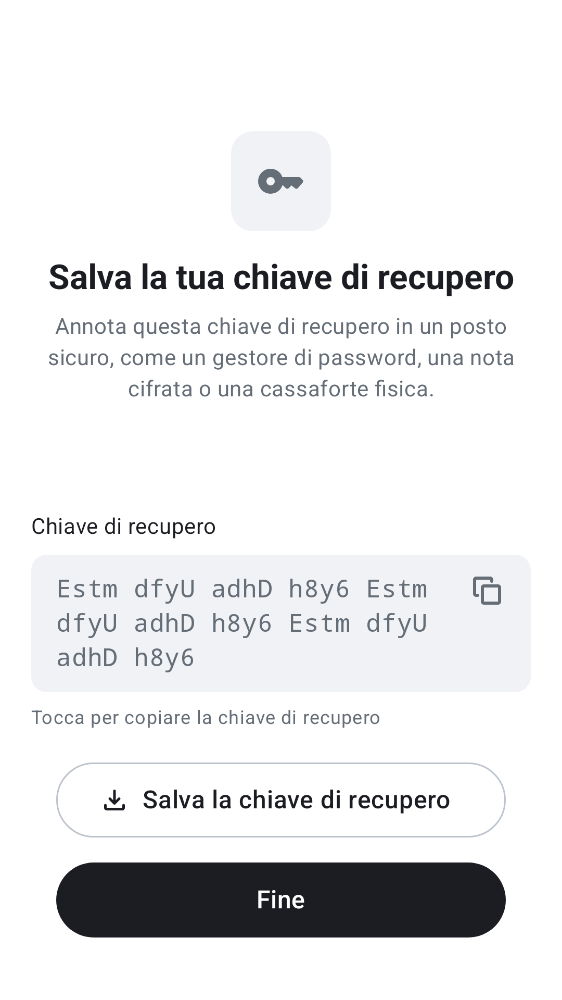 Salva la tua chiave di recupero
Annota questa chiave di recupero in un posto
sicuro, come un gestore di password, una nota
cifrata o una cassaforte fisica.
Chiave di recupero
Estm dfyU adhD h8y6 Estm
dfyU adhD h8y6 Estm dfyU
adhD h8y6
Tocca per copiare la chiave di recupero
Salva la chiave di recupero
Fine